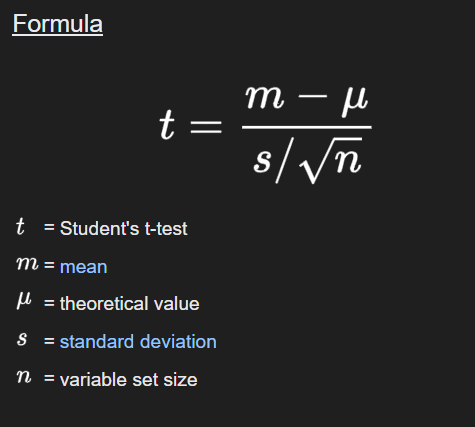 Formula
t = m − μ / s/√n
t = Student's t-test
m = mean
μ = theoretical value
s = standard deviation
n = variable set size